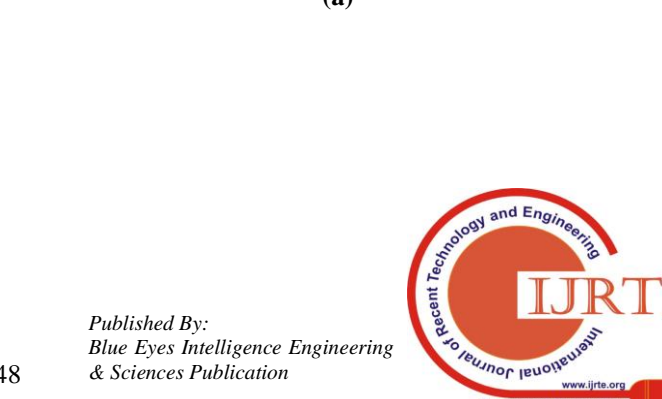 (a)
Published By:
Blue Eyes Intelligence Engineering
48
& Sciences Publication
International Journal of Recent Technology and Engineering
IJRT
www.ijrte.org